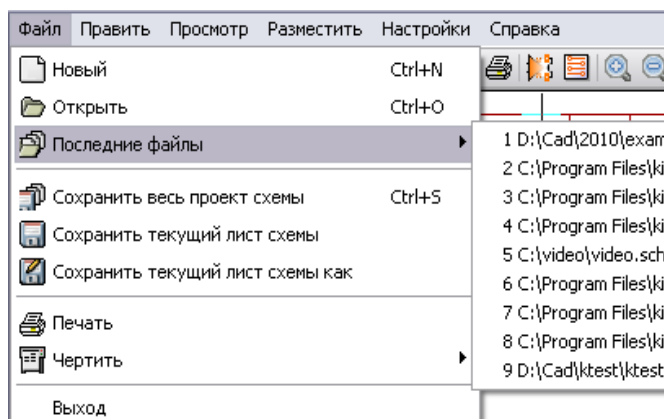 Файл Править Просмотр Разместить Настройки Справка
Новый Ctrl+N
Открыть Ctrl+O
Последние файлы
1 D:\Cad\2010\exam
2 C:\Program Files\ki
3 C:\Program Files\ki
4 C:\Program Files\ki
5 C:\video\video.sch
6 C:\Program Files\ki
7 C:\Program Files\ki
8 C:\Program Files\ki
9 D:\Cad\ktest\ktest
Сохранить весь проект схемы Ctrl+S
Сохранить текущий лист схемы
Сохранить текущий лист схемы как
Печать
Чертить
Выход